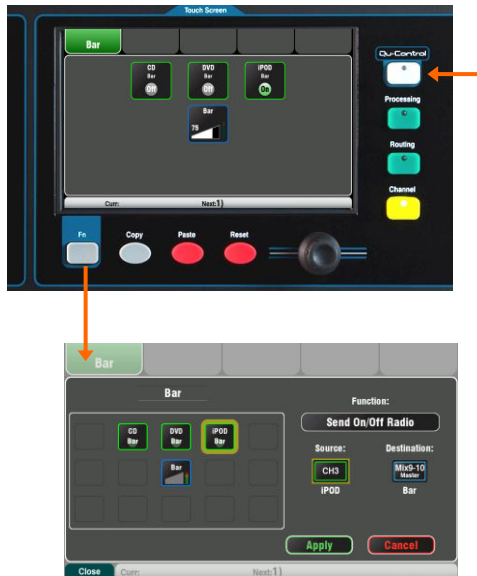 Touch Screen
Bar
Qu-Control
CD
Bar
Off
DVD
Bar
Off
iPOD
Bar
On
Bar
75
Processing
Routing
Channel
Curr:
Next:1)
Fn
Copy
Paste
Reset
Bar
Bar
CD
Bar
DVD
Bar
iPOD
Bar
Bar
Function:
Send On/Off Radio
Source:
Destination:
CH3
Mix9-10
Master
iPOD
Bar
Apply
Cancel
Close
Curr:
Next:1)